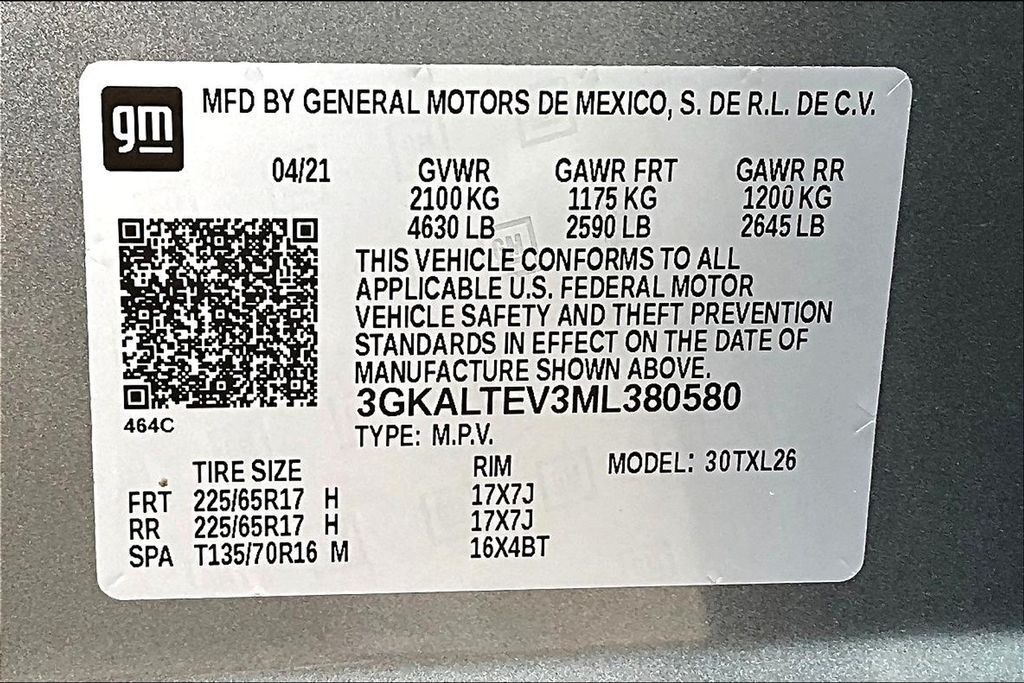 gm
MFD BY GENERAL MOTORS DE MEXICO, S. DE R.L. DE C.V.
04/21 GVWR GAWR FRT GAWR RR
2100 KG 1175 KG 1200 KG
4630 LB 2590 LB 2645 LB
THIS VEHICLE CONFORMS TO ALL
APPLICABLE U.S. FEDERAL MOTOR
VEHICLE SAFETY AND THEFT PREVENTION
STANDARDS IN EFFECT ON THE DATE OF
MANUFACTURE SHOWN ABOVE.
3GKALTEV3ML380580
464C
TYPE: M.P.V.
TIRE SIZE RIM MODEL: 30TXL26
FRT 225/65R17 H 17X7J
RR 225/65R17 H 17X7J
SPA T135/70R16 M 16X4BT